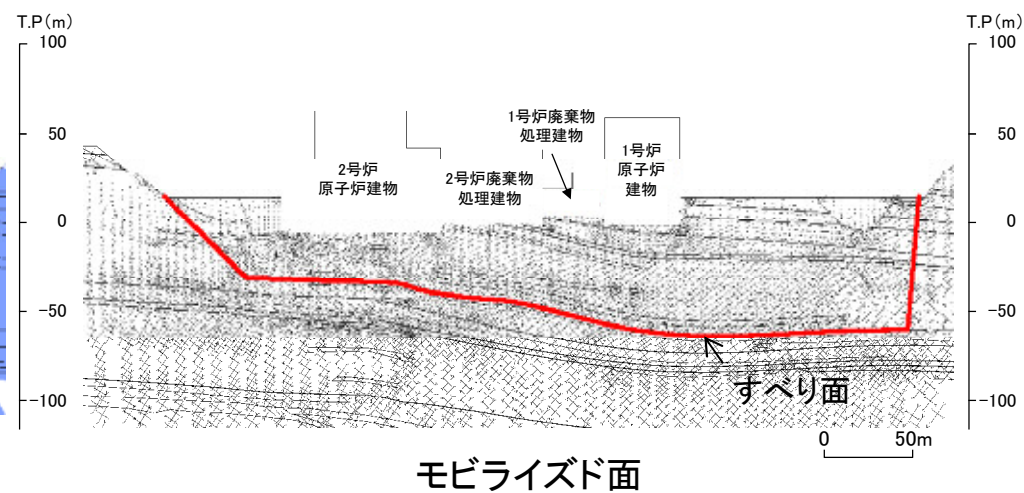 T.P(m)
T.P(m)
100
100
1号炉廃棄物
処理建物
50
50
1号炉
原子炉
建物
2号炉
原子炉建物
2号炉廃棄物
処理建物
0
0
-50
-50
すべり面
-100
-100
0
50m
モビライズド面